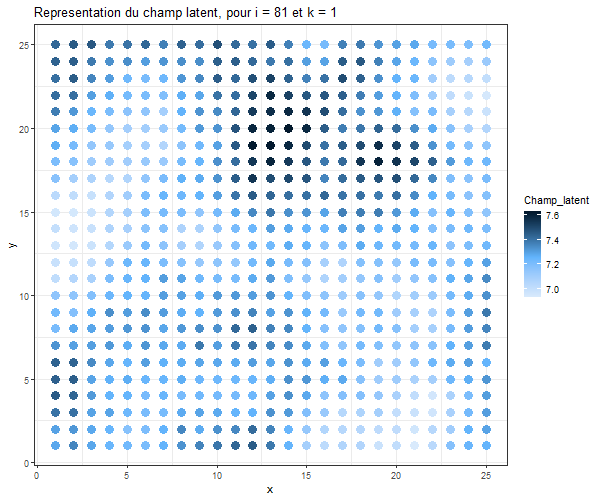 Representation du champ latent, pour i = 81 et k = 1
25
20
15
10
5
0
y
0 5 10 15 20 25
x
Champ_latent
7.6
7.4
7.2
7.0